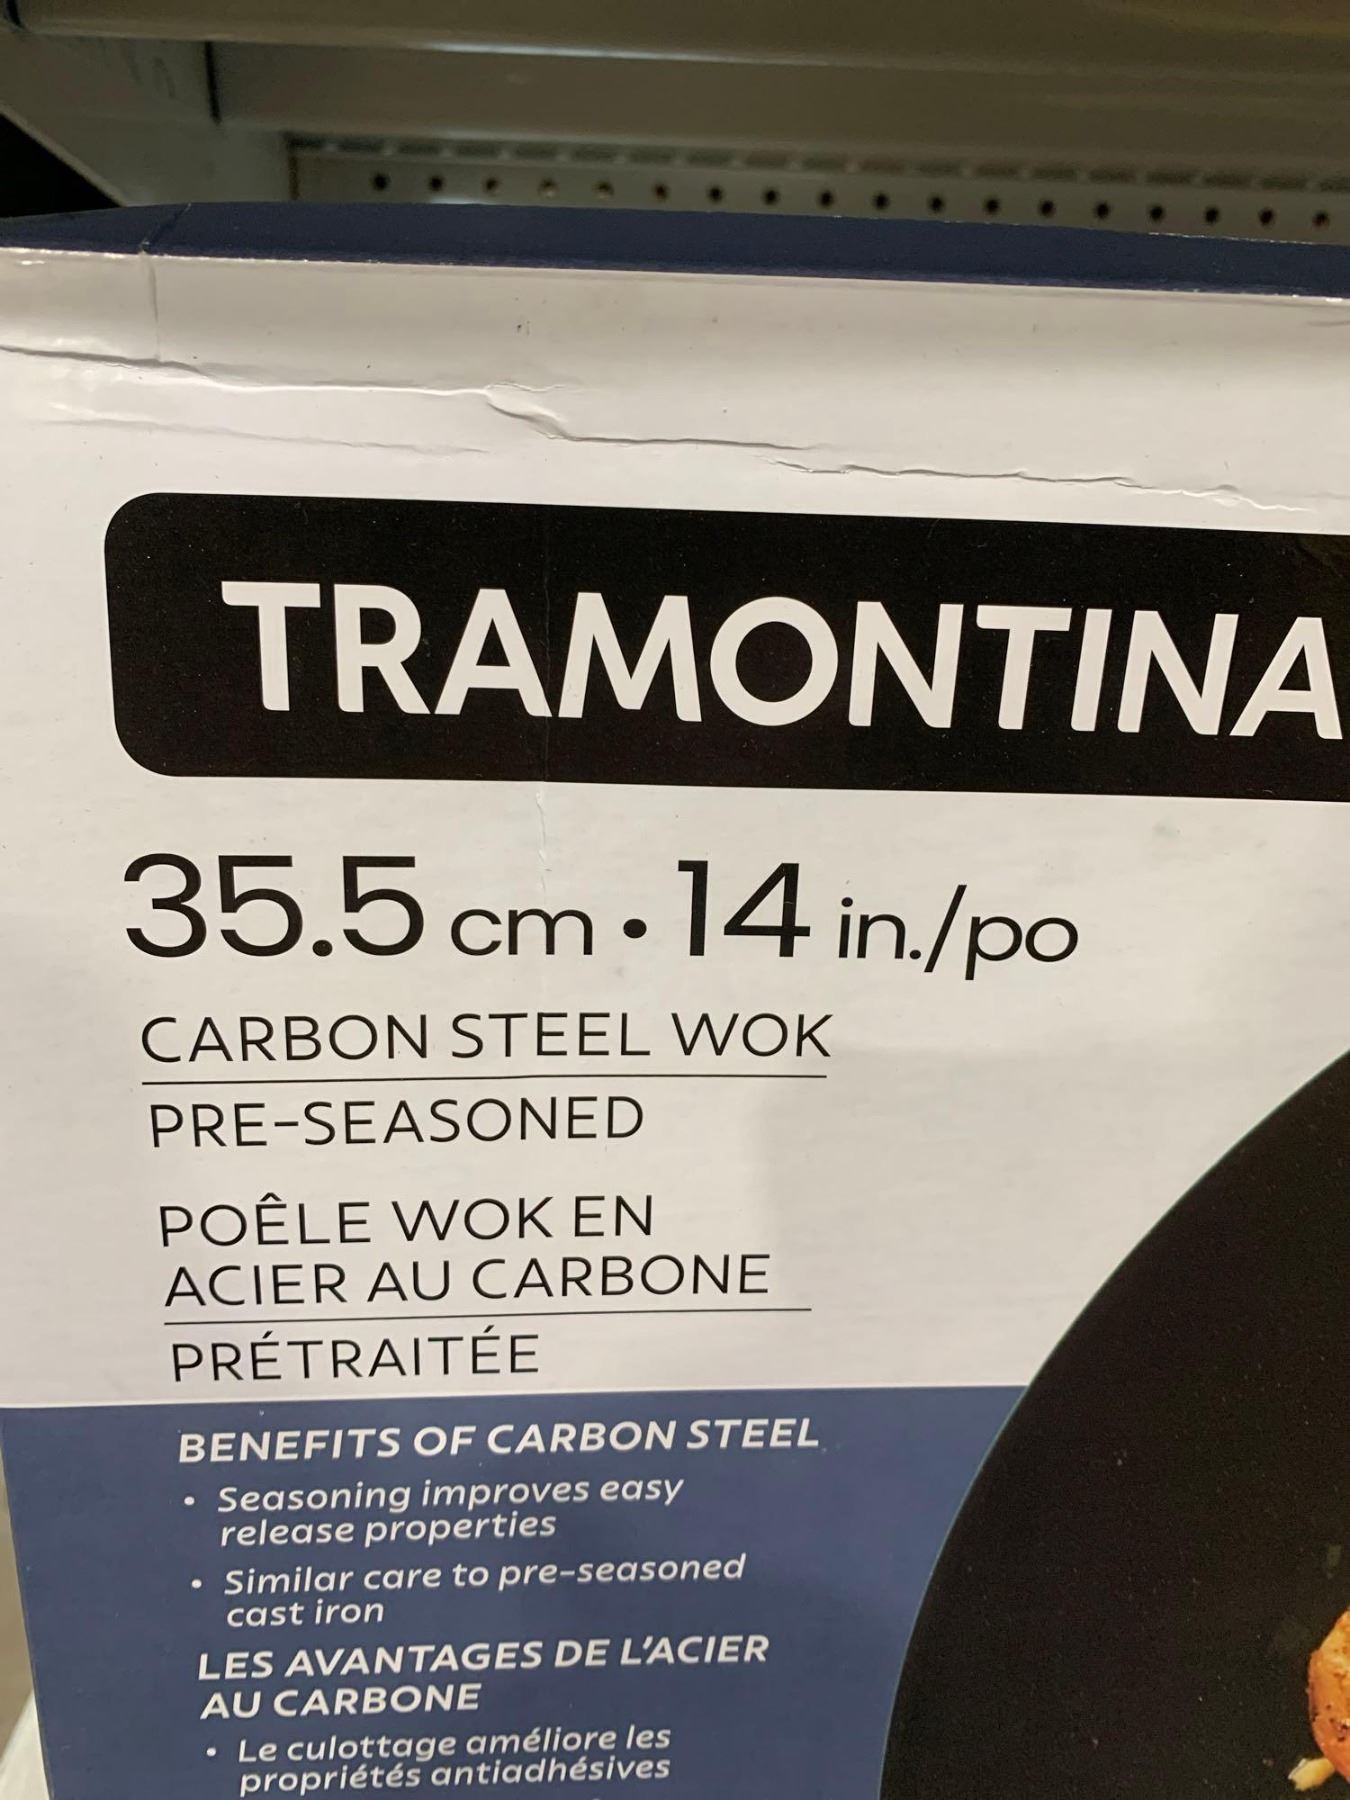 TRAMONTINA
35.5 cm • 14 in./po
CARBON STEEL WOK
PRE-SEASONED
POÊLE WOK EN
ACIER AU CARBONE
PRÉTRAITÉE
BENEFITS OF CARBON STEEL
• Seasoning improves easy
release properties
• Similar care to pre-seasoned
cast iron
LES AVANTAGES DE L'ACIER
AU CARBONE
• Le culottage améliore les
propriétés antiadhésives